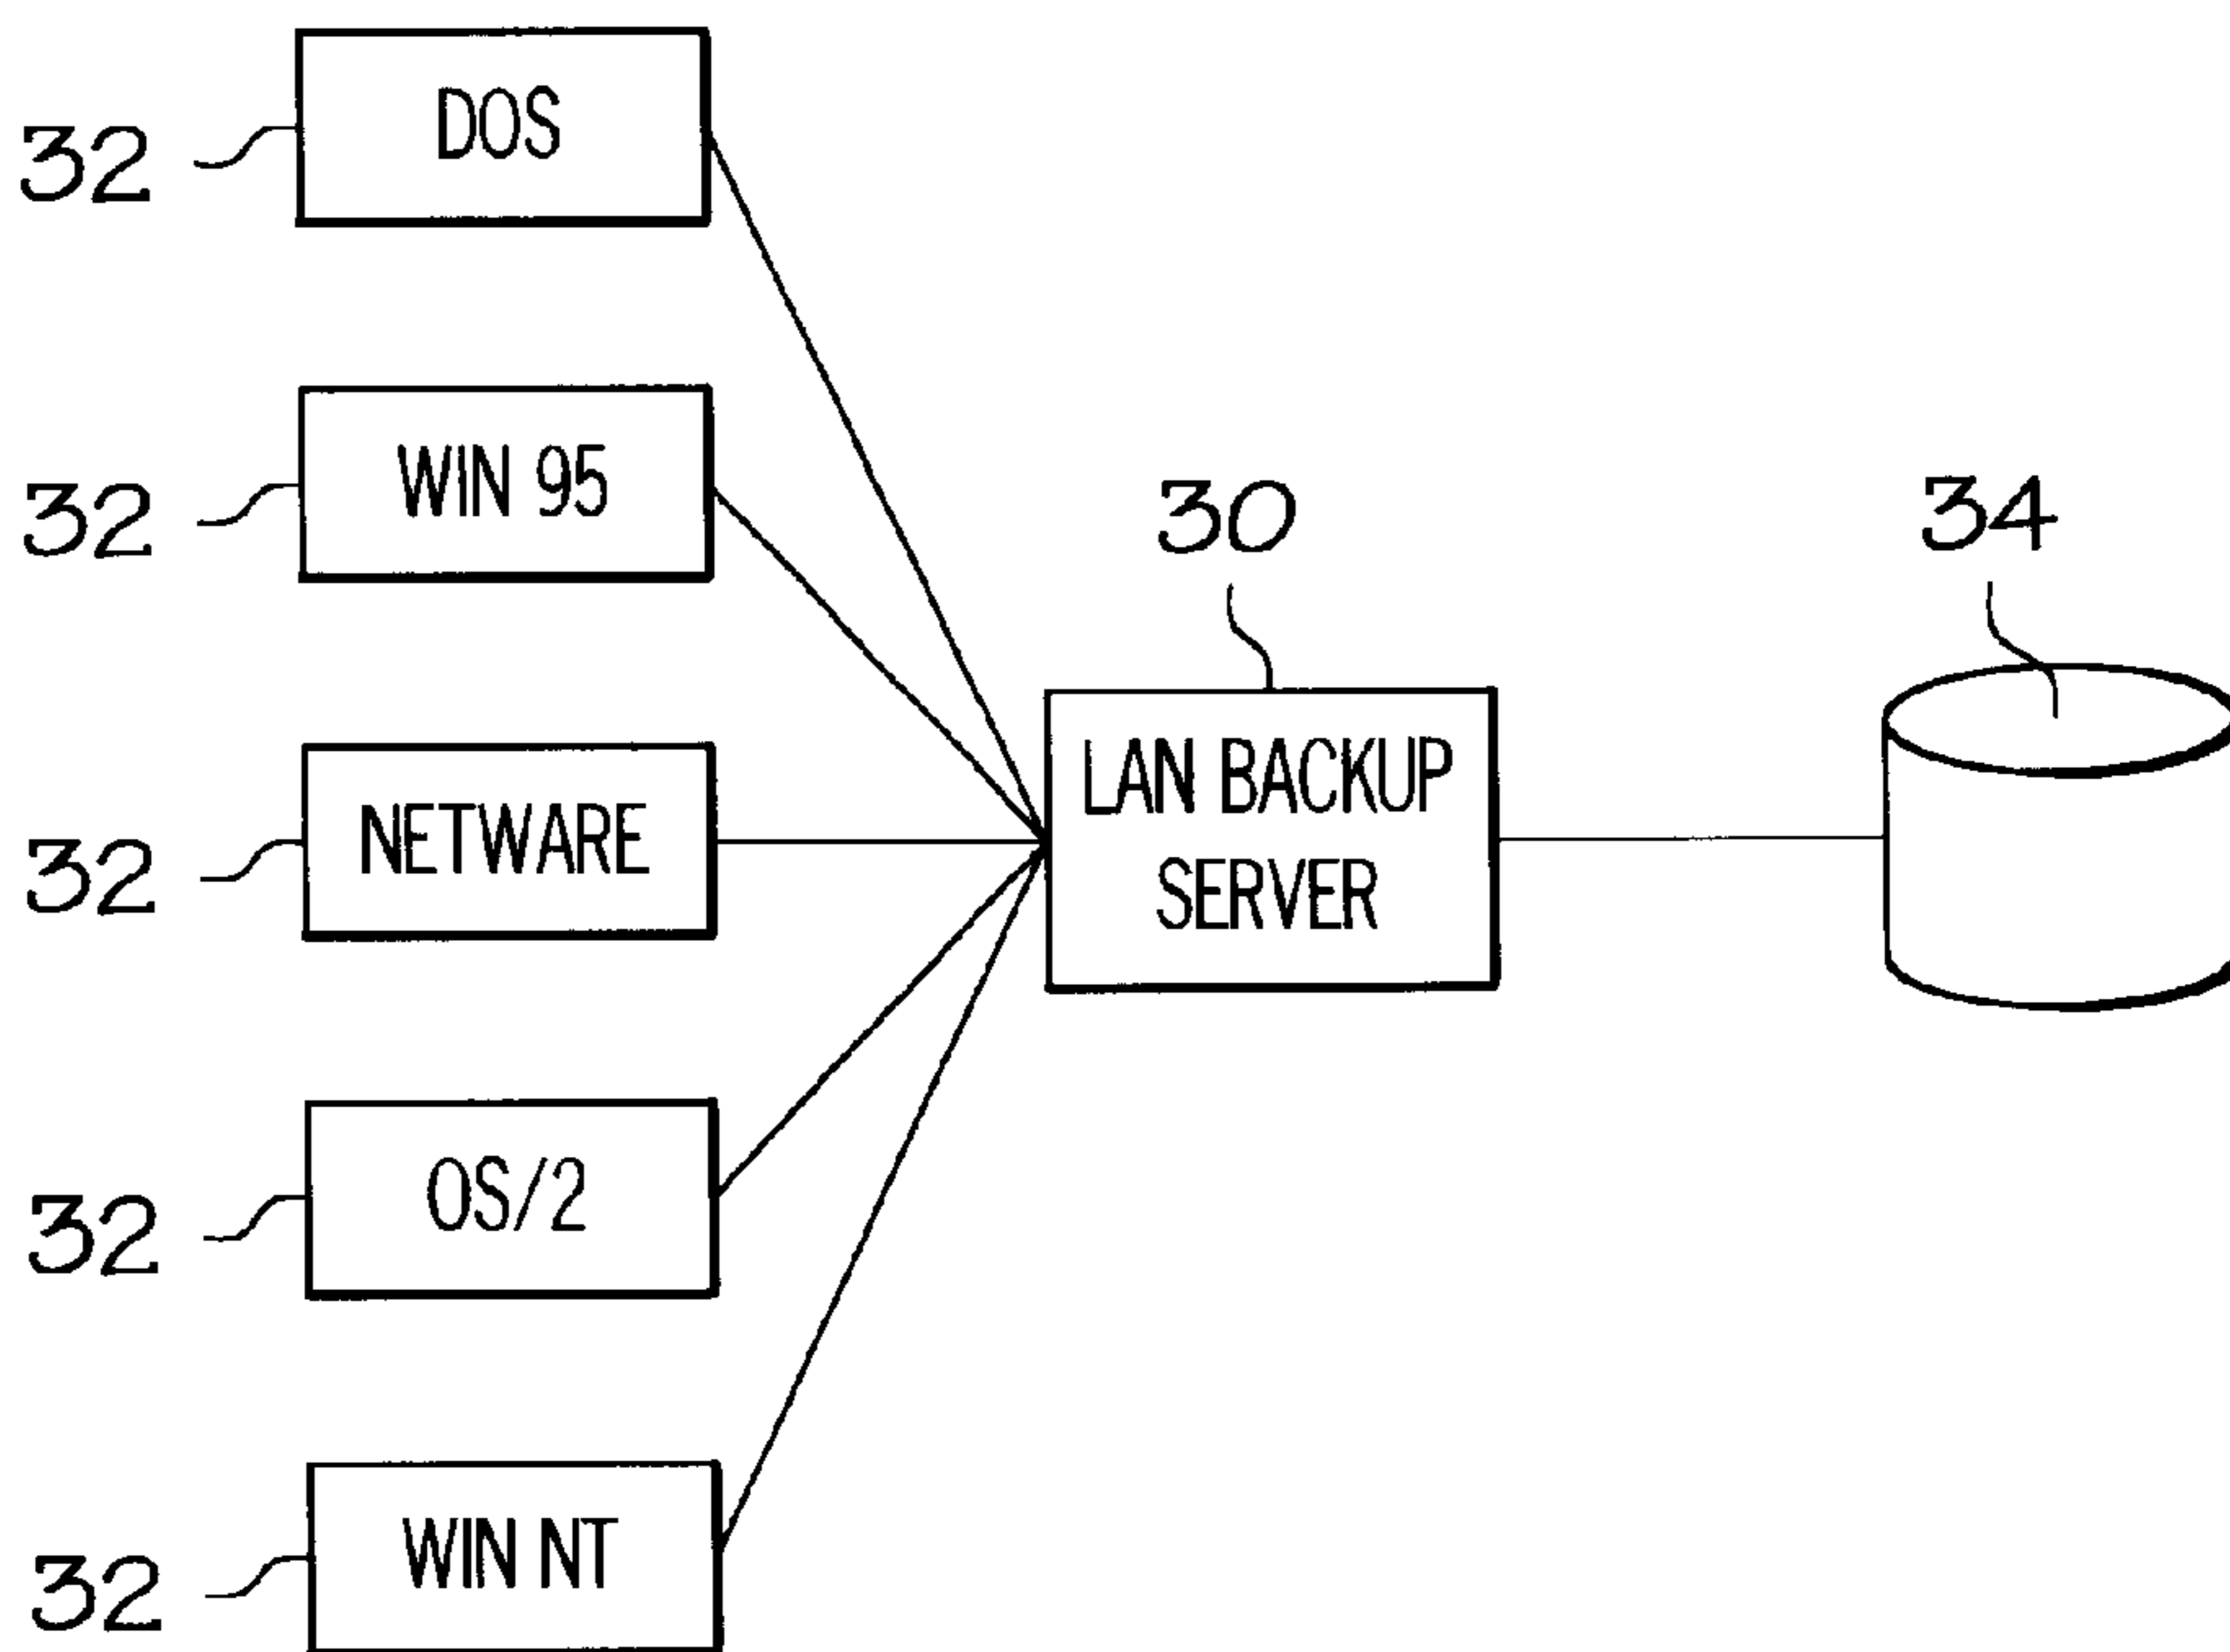 DOS
32
WIN 95
32
30
34
LAN BACKUP
SERVER
NETWARE
32
OS/2
32
WIN NT
32